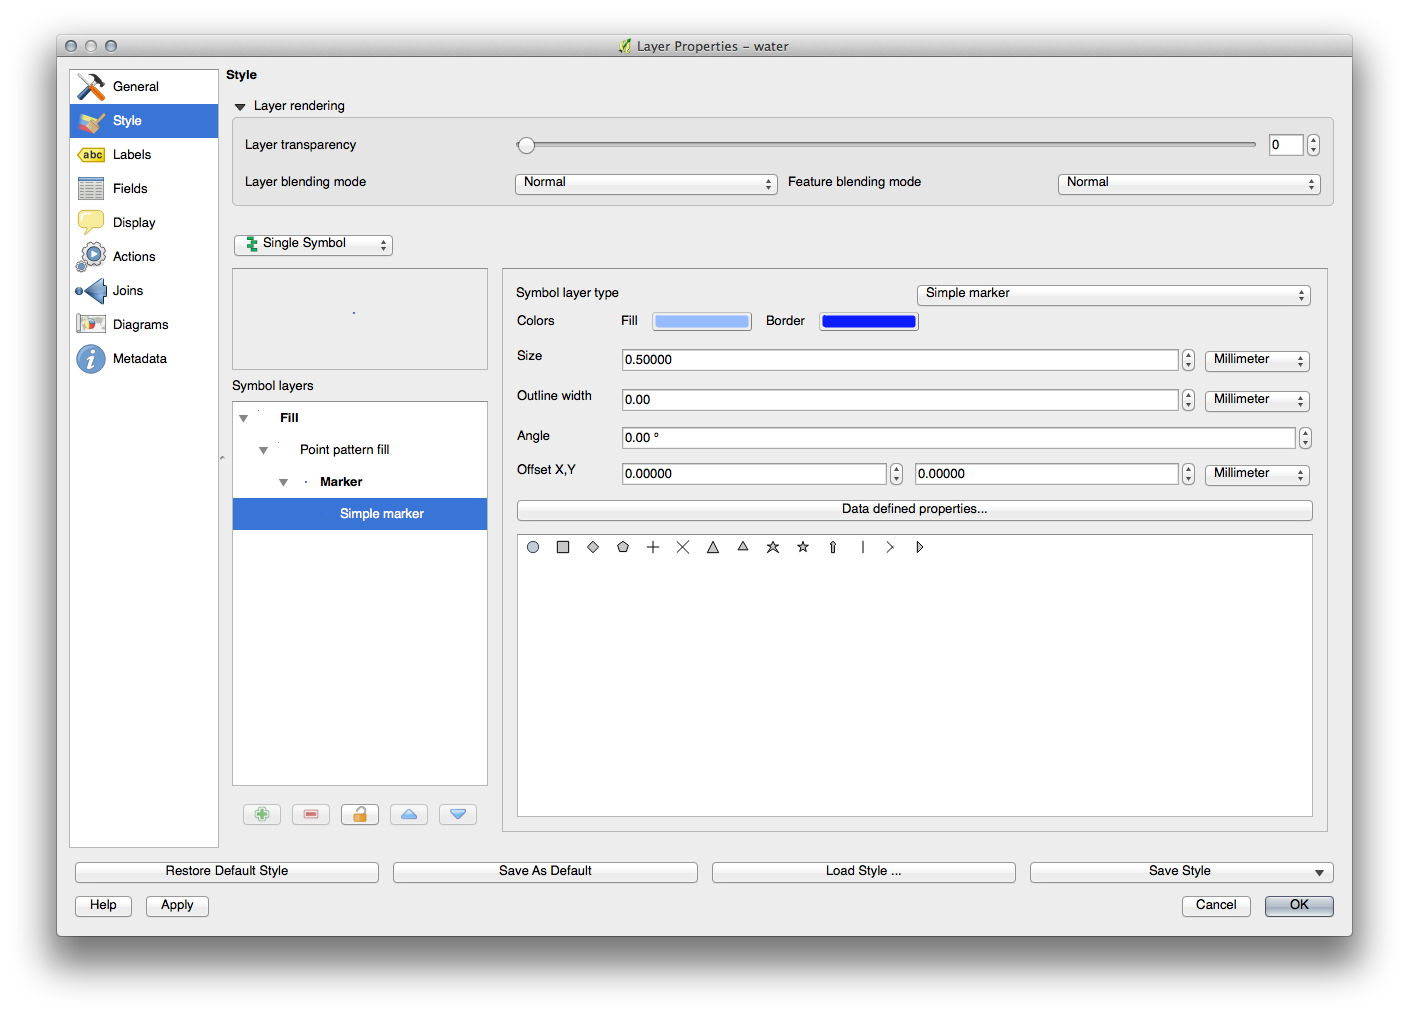 Layer Properties – water
General
Style
Labels
abc
Fields
Display
Actions
Joins
Diagrams
Metadata
i
Style
Layer rendering
Layer transparency 0
Layer blending mode Normal Feature blending mode Normal
Single Symbol
Symbol layers
Fill
Point pattern fill
Marker
Simple marker
Symbol layer type Simple marker
Colors Fill Border
Size 0.50000 Millimeter
Outline width 0.00 Millimeter
Angle 0.00 °
Offset X,Y 0.00000 0.00000 Millimeter
Data defined properties...
Restore Default Style Save As Default Load Style ... Save Style
Help Apply Cancel OK